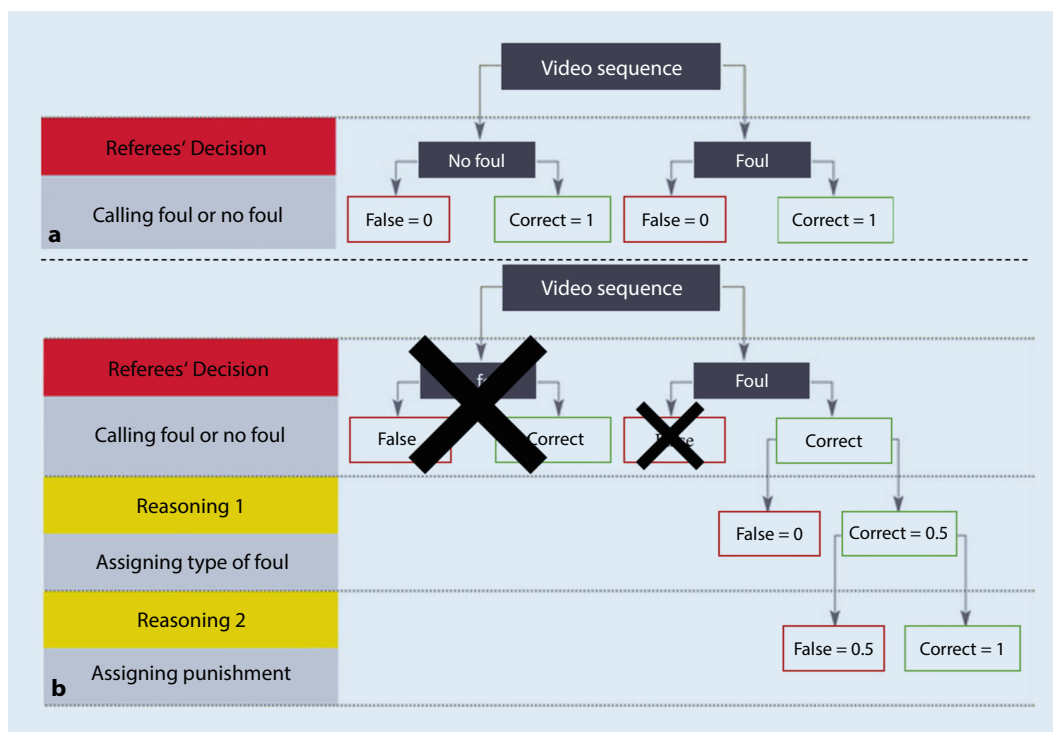 Video sequence
Referees‘ Decision
No foul
Foul
Calling foul or no foul
False = 0
Correct = 1
False = 0
Correct = 1
a
Video sequence
Referees‘ Decision
Foul
Calling foul or no foul
False
Correct
Correct
Reasoning 1
False = 0
Correct = 0.5
Assigning type of foul
Reasoning 2
False = 0.5
Correct = 1
Assigning punishment
b